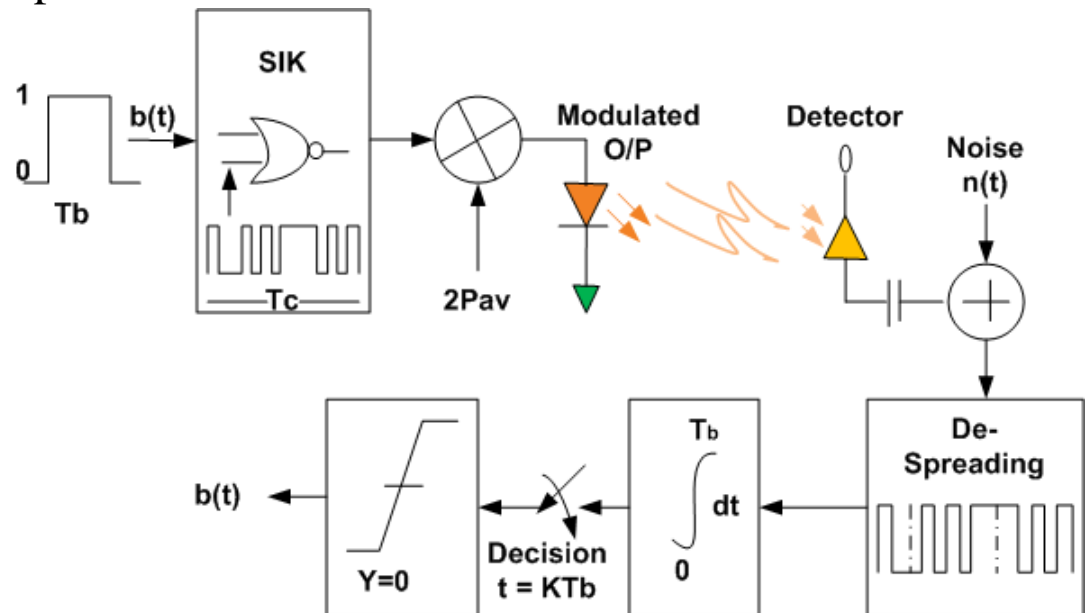 SIK
1
b(t)
0
Tb
Tc
2Pav
Modulated
O/P
Detector
Noise
n(t)
De-
Spreading
Tb
dt
0
Decision
t = KTb
Y=0
b(t)